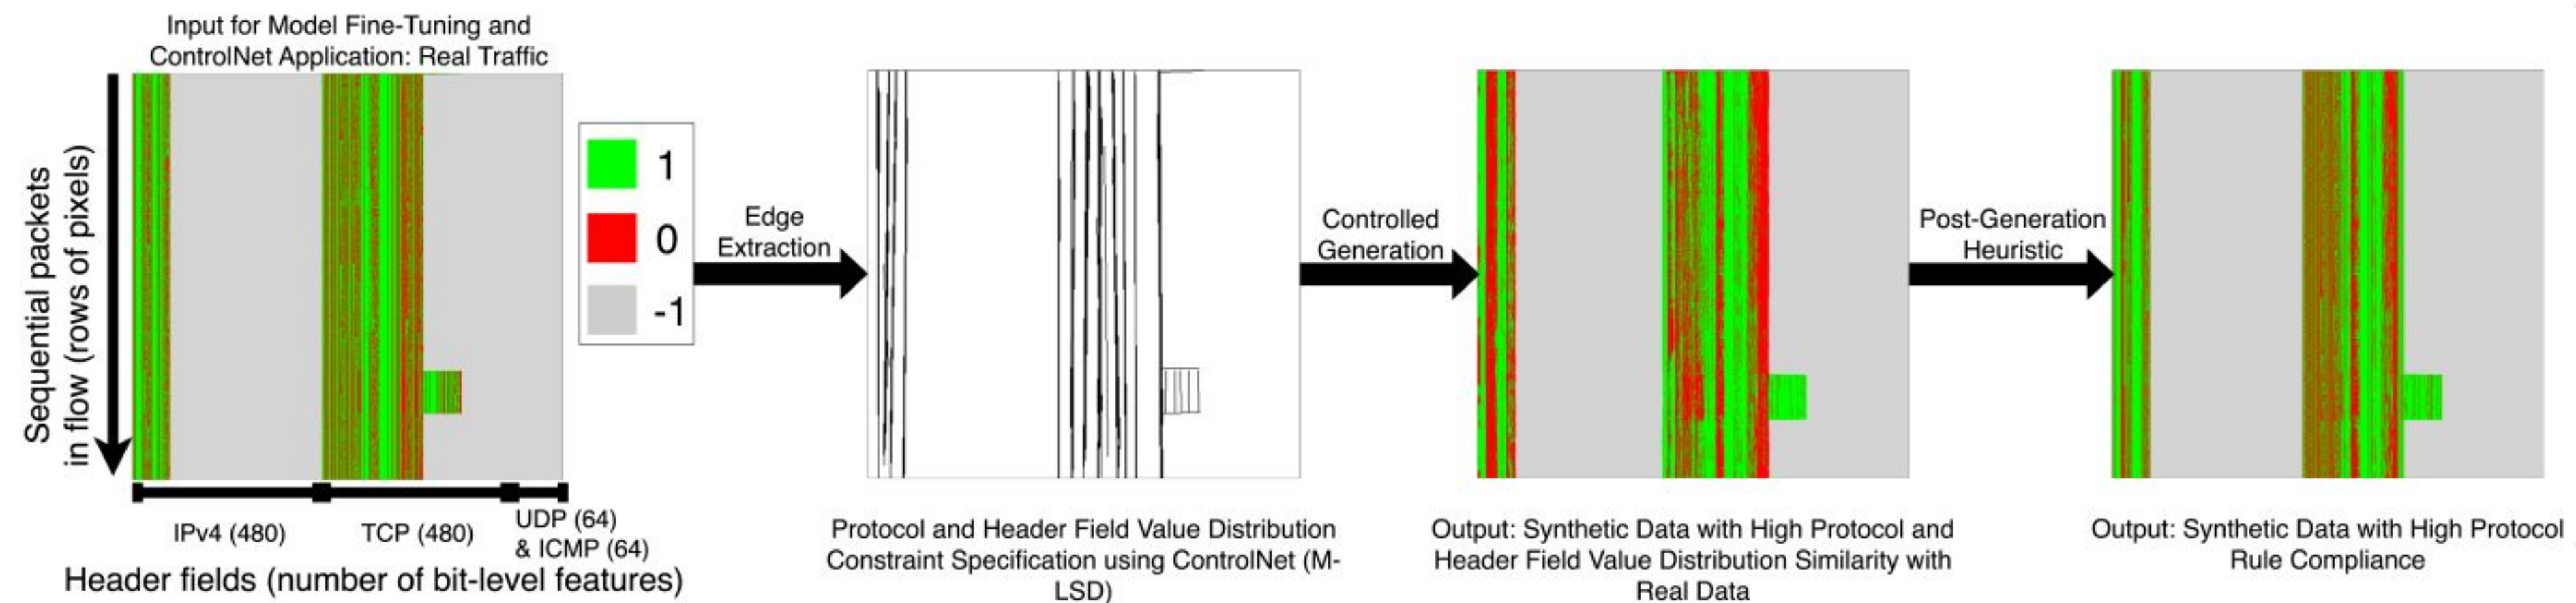 Input for Model Fine-Tuning and
ControlNet Application: Real Traffic
Sequential packets
in flow (rows of pixels)
1
0
-1
IPv4 (480)
TCP (480)
UDP (64)
& ICMP (64)
Header fields (number of bit-level features)
Edge
Extraction
Protocol and Header Field Value Distribution
Constraint Specification using ControlNet (M-
LSD)
Controlled
Generation
Output: Synthetic Data with High Protocol and
Header Field Value Distribution Similarity with
Real Data
Post-Generation
Heuristic
Output: Synthetic Data with High Protocol
Rule Compliance